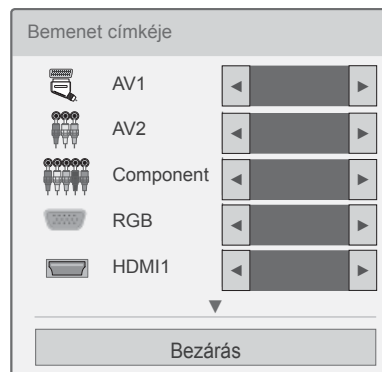 Bemenet címkéje
AV1
AV2
Component
RGB
HDMI1
Bezárás